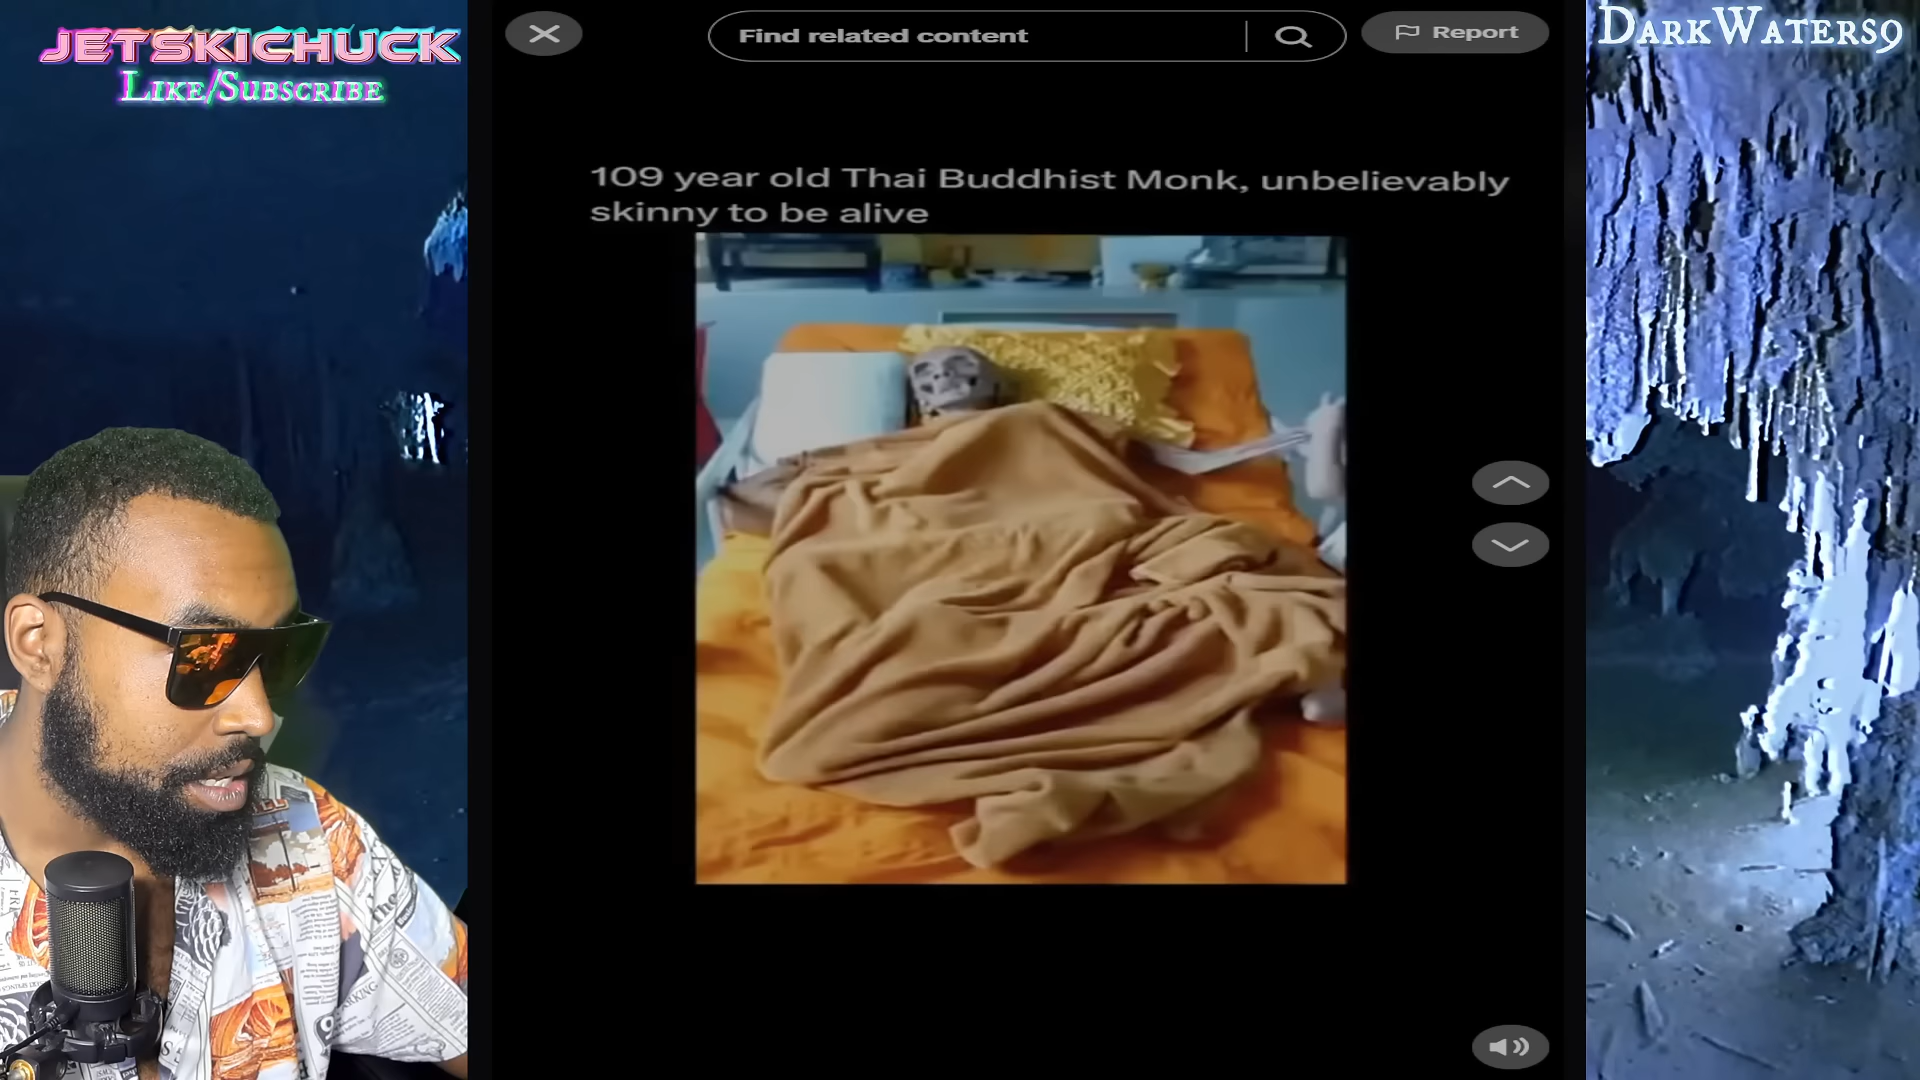 JETSKICHUCK
LIKE/SUBSCRIBE
Find related content
Report
DARKWATERS9
109 year old Thai Buddhist Monk, unbelievably
skinny to be alive